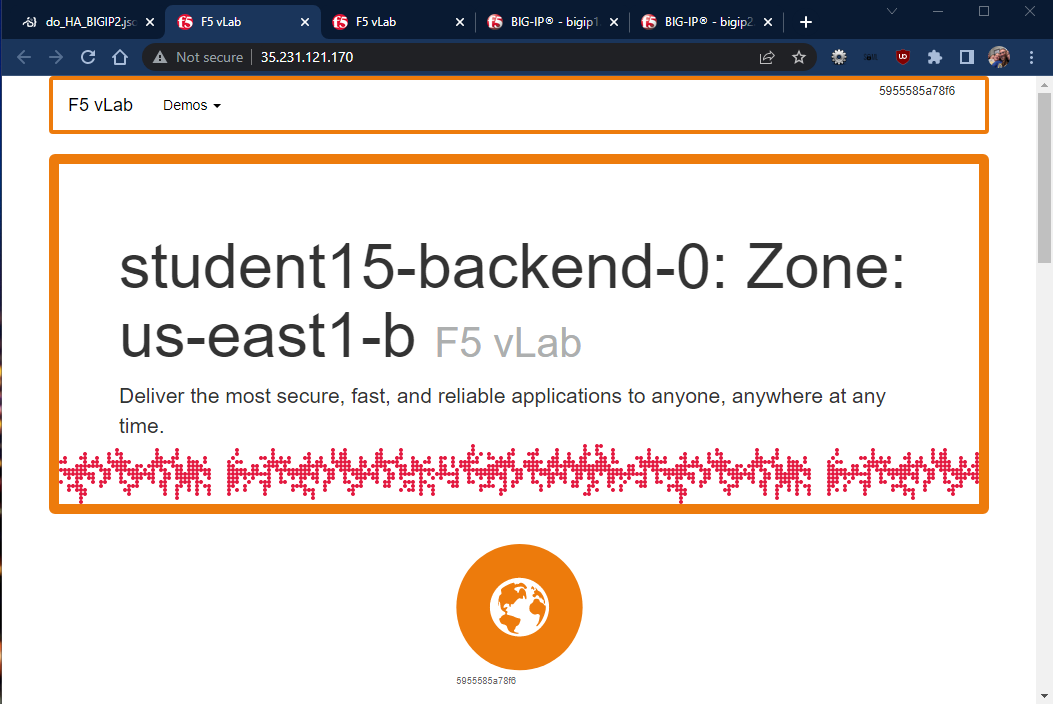 do_HA_BIGIP2.jso
F5 vLab
F5 vLab
BIG-IP® - bigip1
BIG-IP® - bigip2
Not secure
35.231.121.170
F5 vLab
Demos
5955585a78f6
student15-backend-0: Zone:
us-east1-b F5 vLab
Deliver the most secure, fast, and reliable applications to anyone, anywhere at any
time.
5955585a78f6